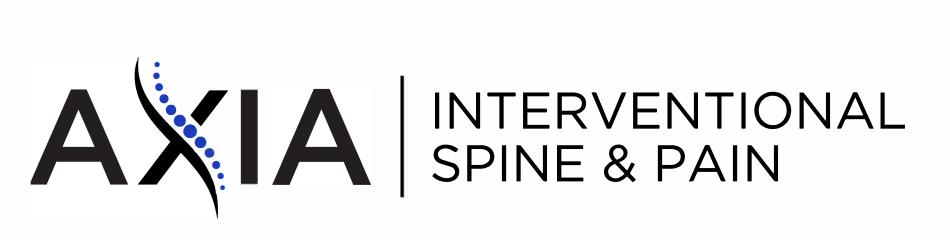 AXIA
INTERVENTIONAL
SPINE & PAIN